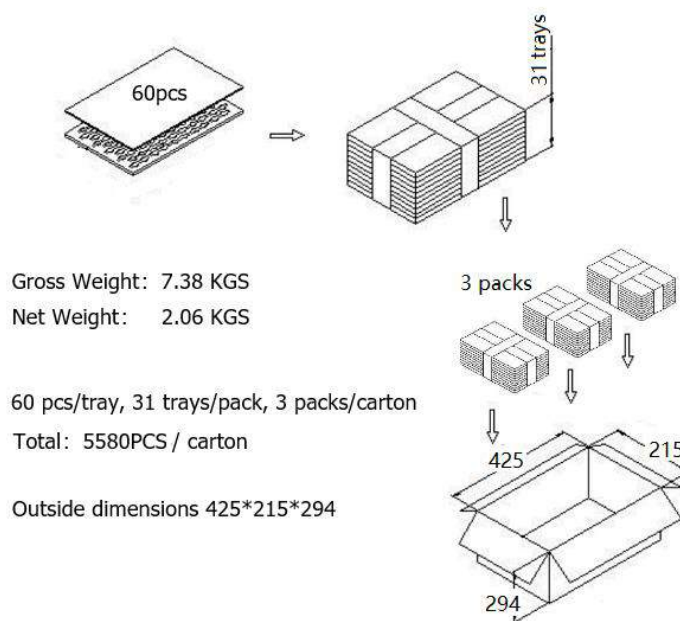 60pcs
31 trays
Gross Weight: 7.38 KGS
Net Weight: 2.06 KGS
3 packs
60 pcs/tray, 31 trays/pack, 3 packs/carton
Total: 5580PCS / carton
425
215
Outside dimensions 425*215*294
294